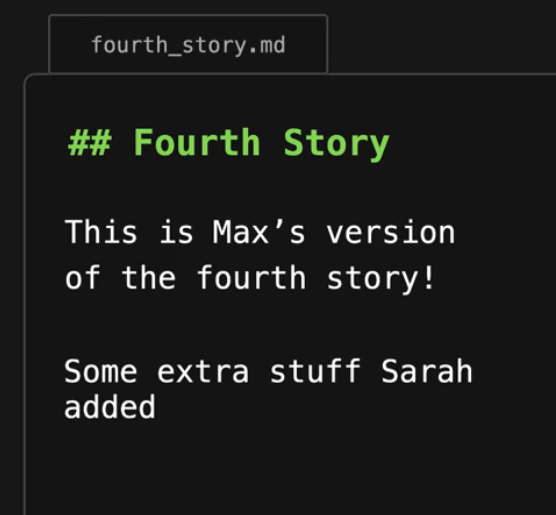 fourth_story.md
## Fourth Story
This is Max’s version
of the fourth story!
Some extra stuff Sarah
added